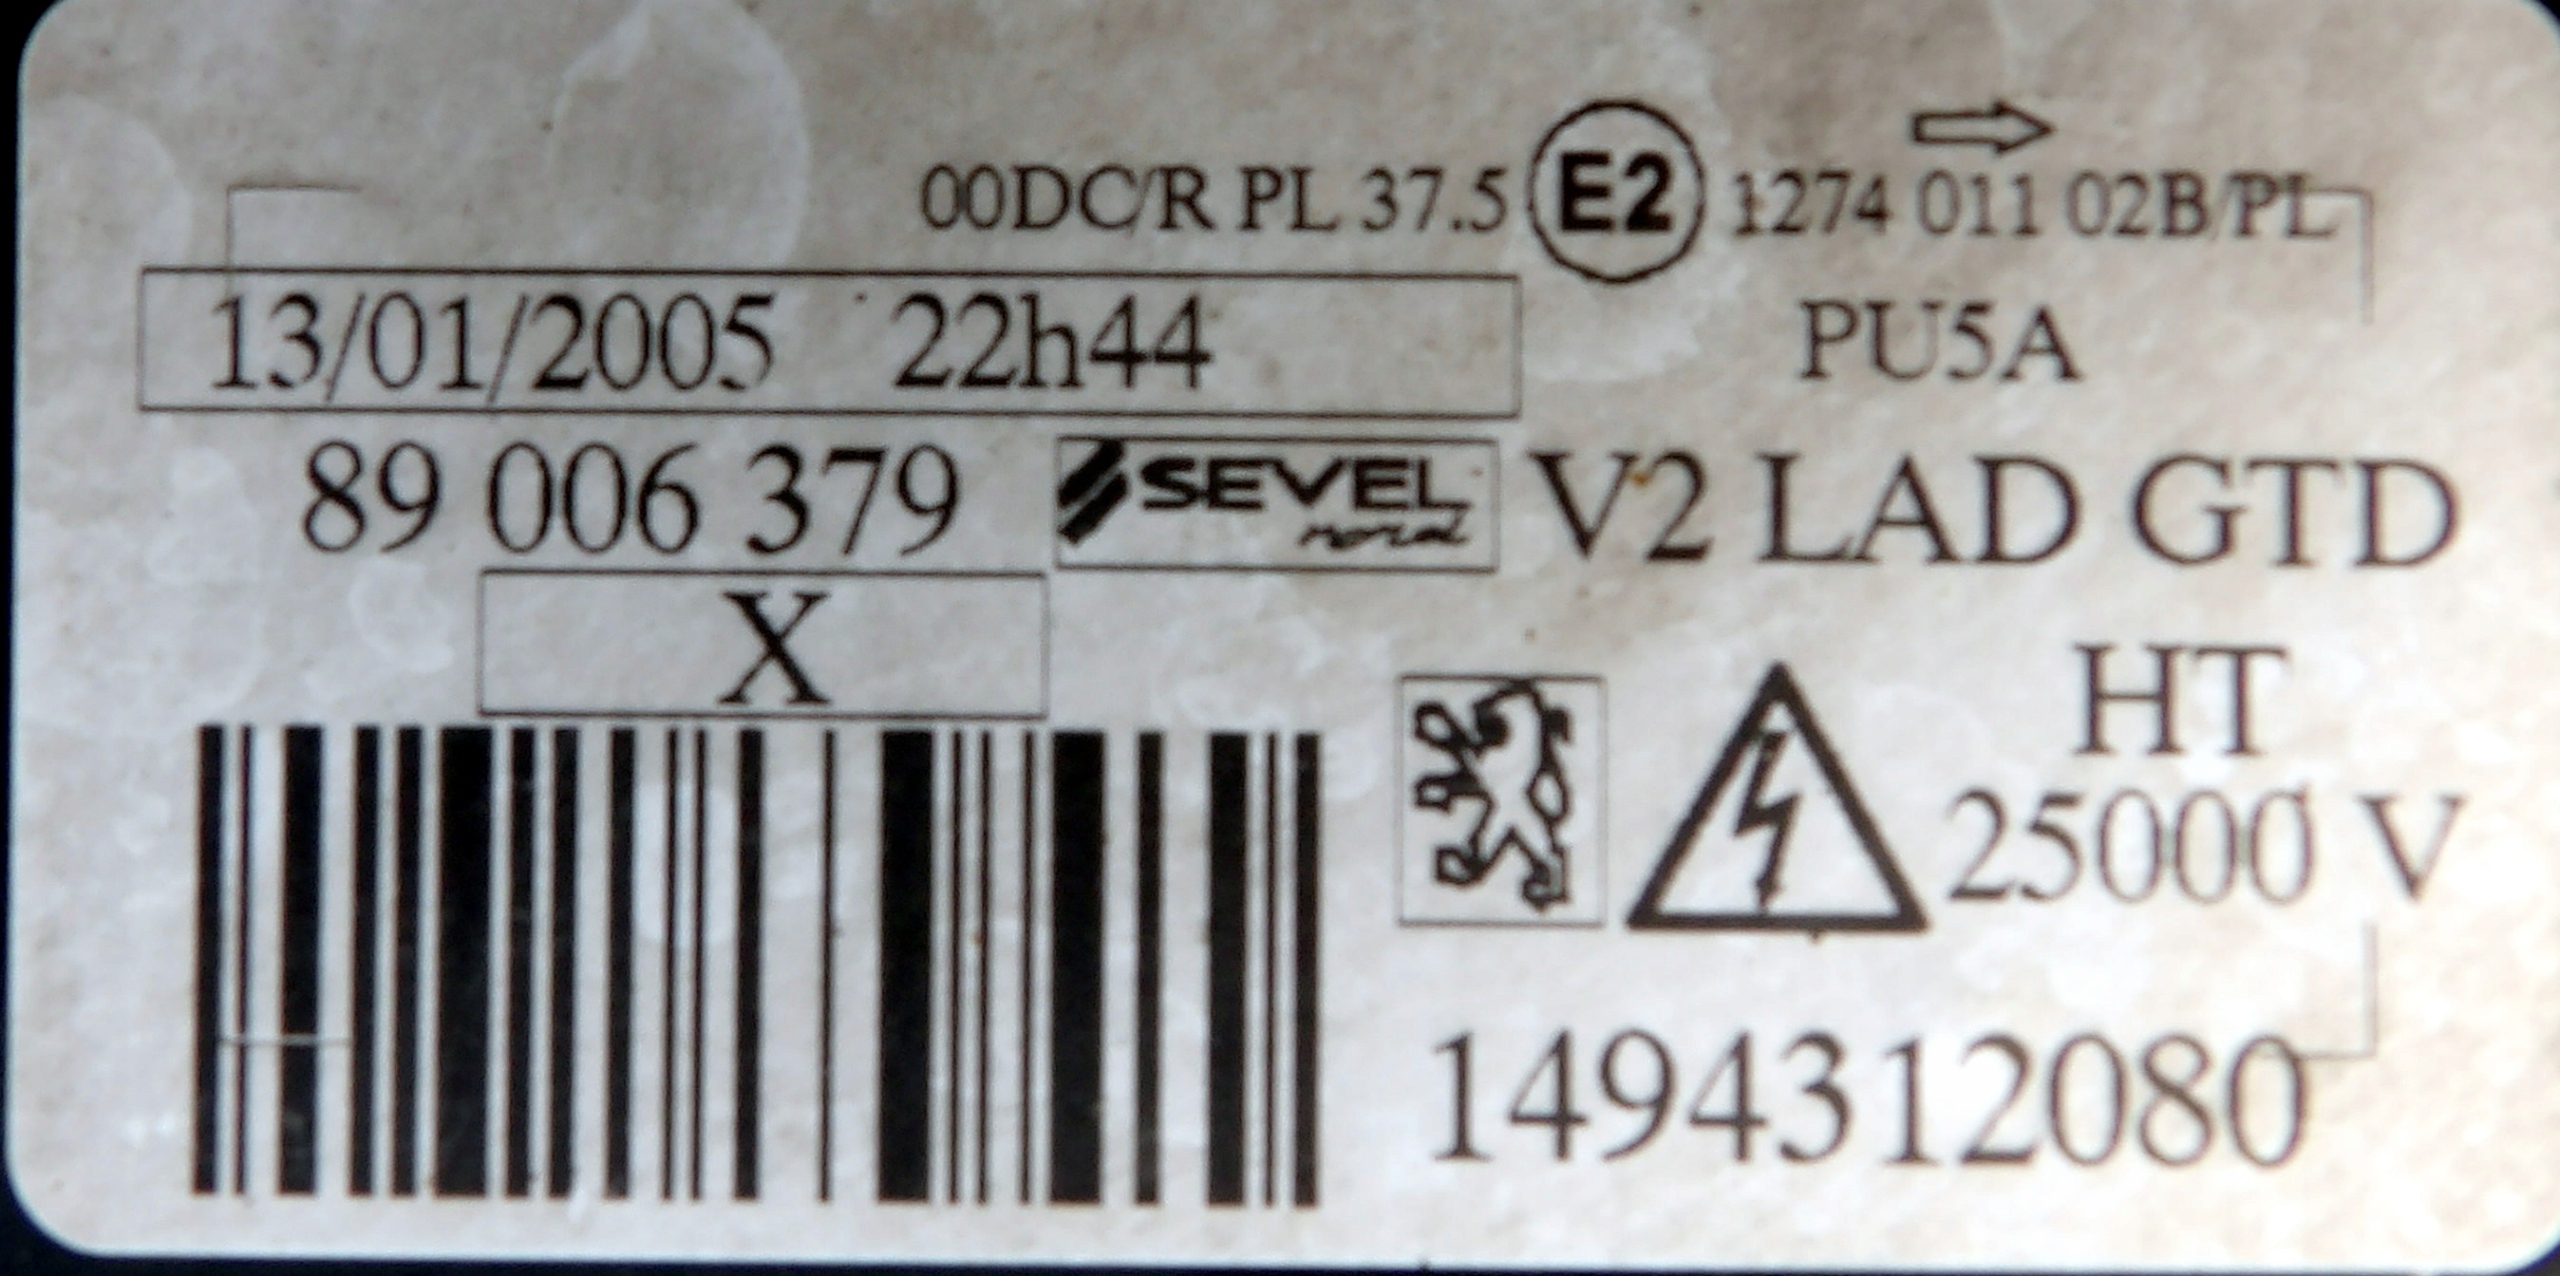 00DC/R PL 37.5 E2 1274 011 02B/PL
13/01/2005 22h44
PU5A
89 006 379 SEVEL nord V2 LAD GTD
X
HT
25000 V
1494312080